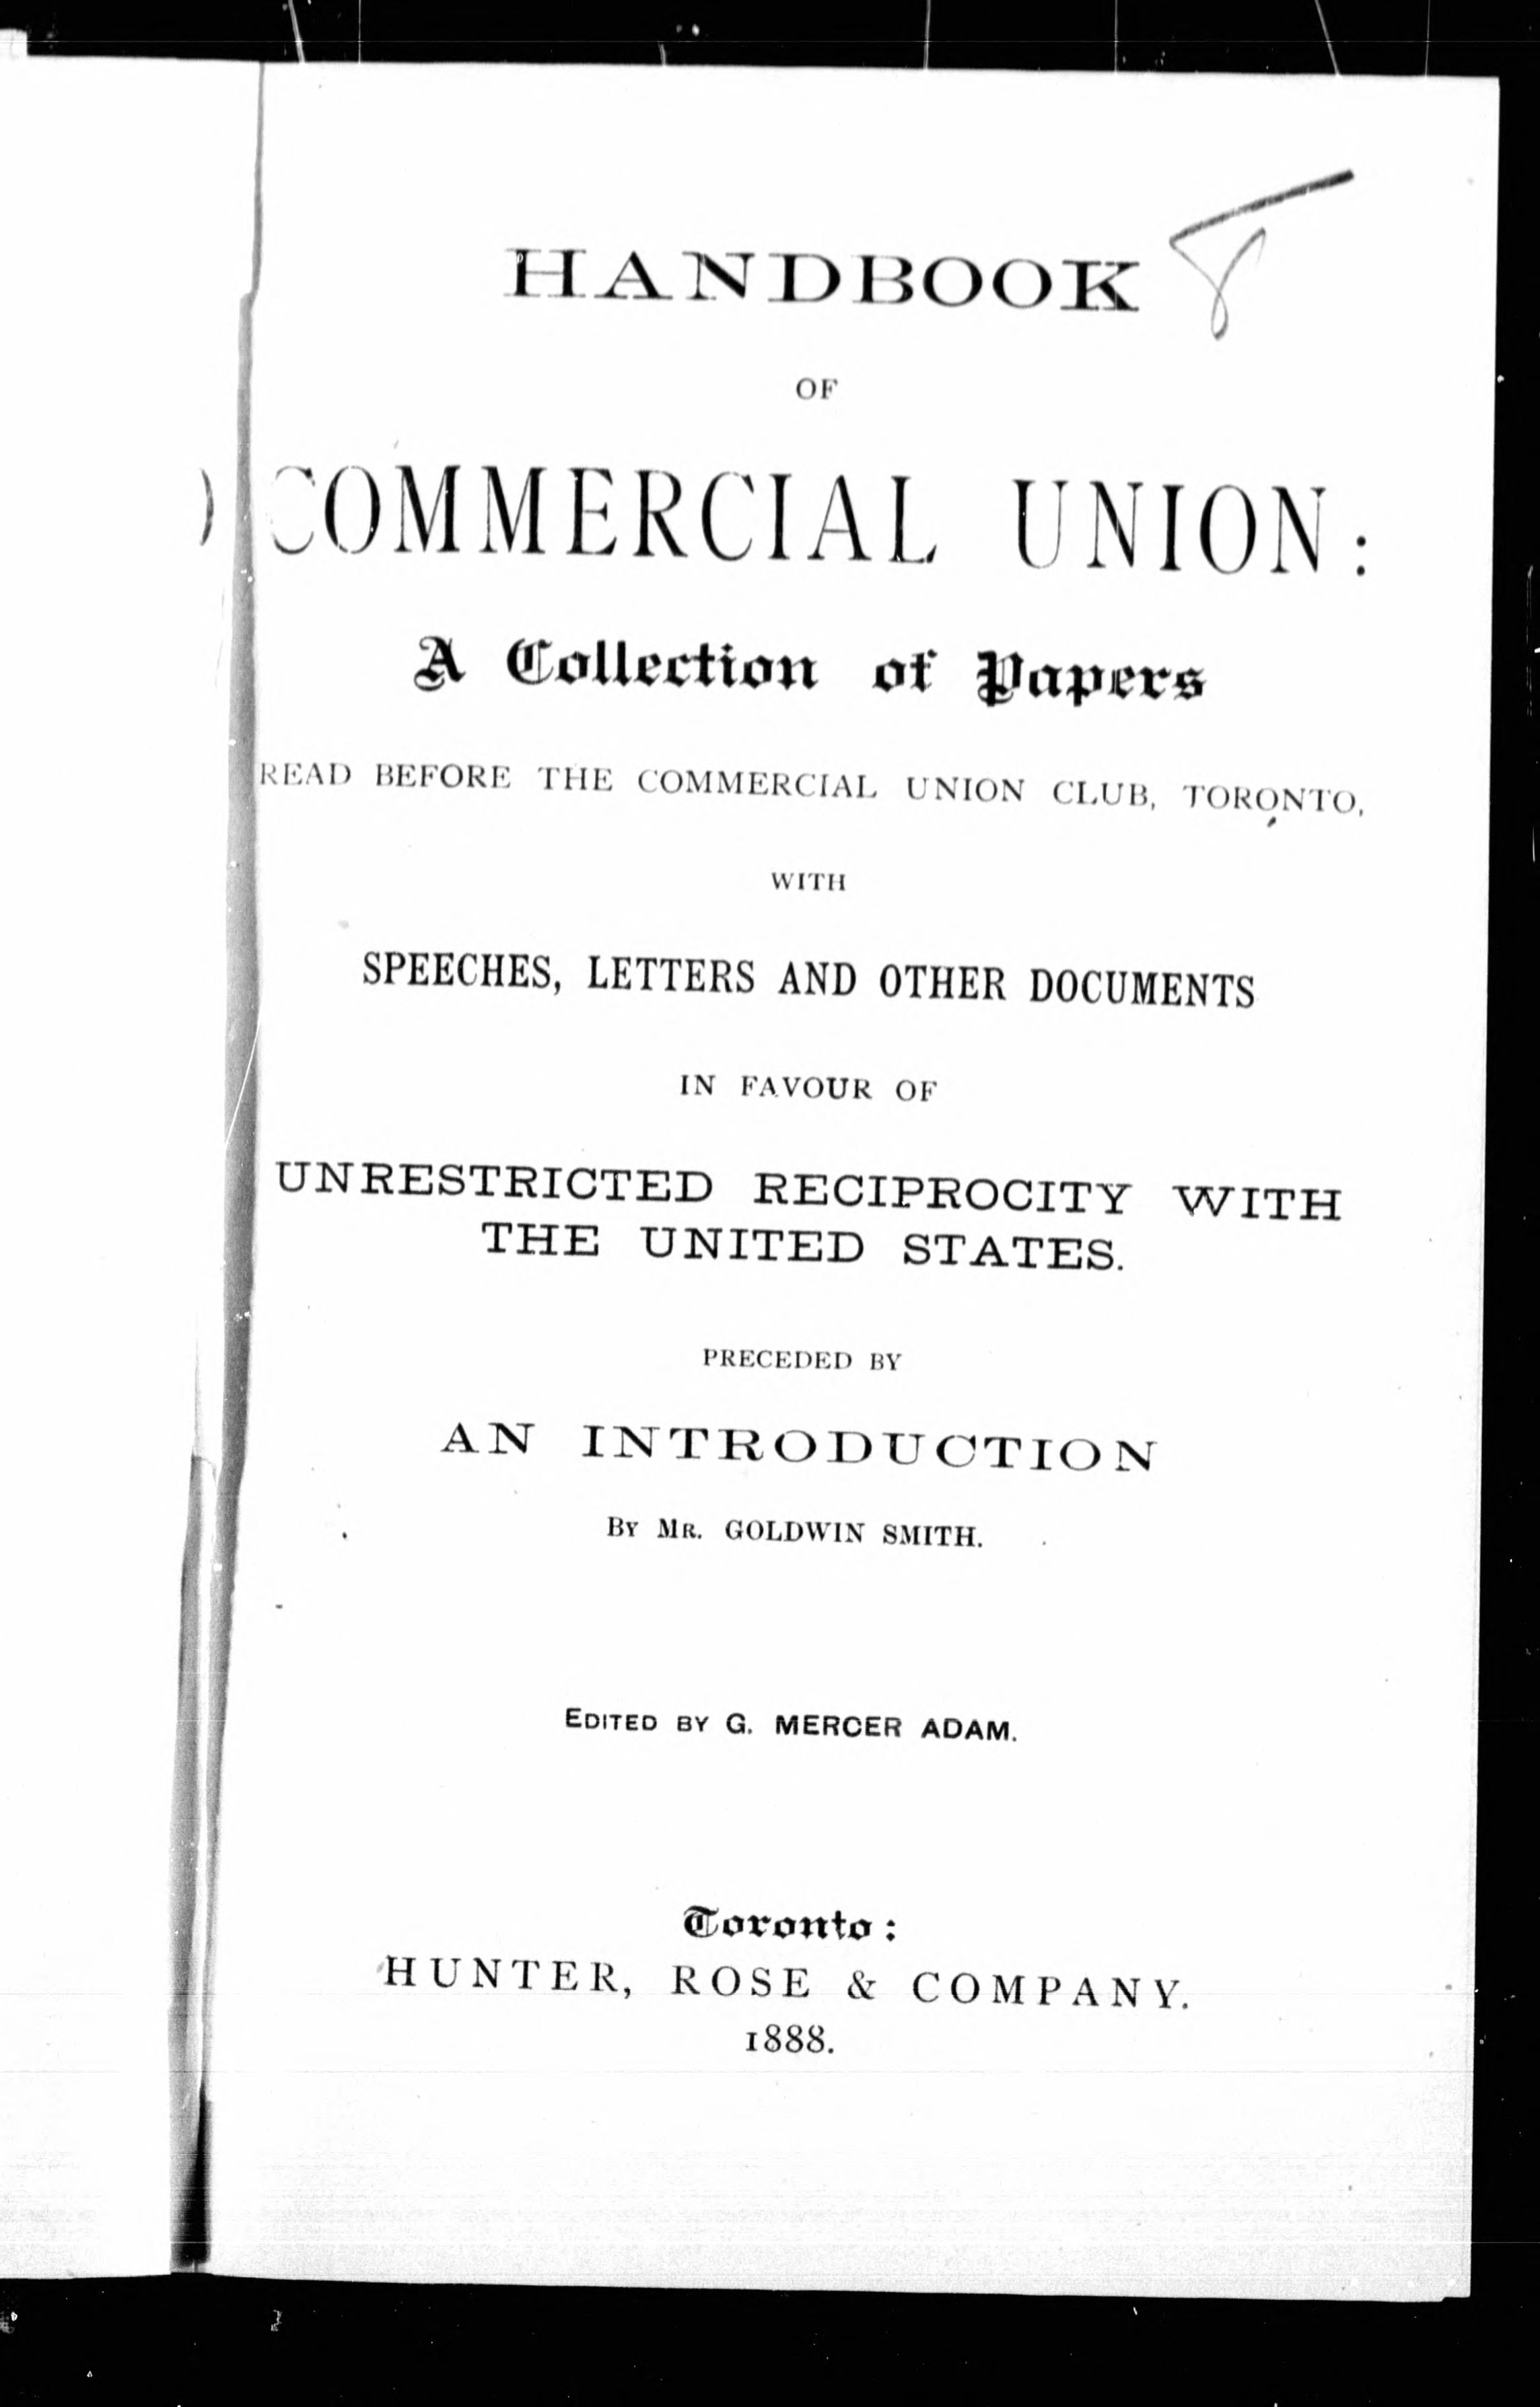 HANDBOOK
OF
COMMERCIAL UNION:
A Collection of Papers
READ BEFORE THE COMMERCIAL UNION CLUB, TORONTO,
WITH
SPEECHES, LETTERS AND OTHER DOCUMENTS
IN FAVOUR OF
UNRESTRICTED RECIPROCITY WITH
THE UNITED STATES.
PRECEDED BY
AN INTRODUCTION
BY MR. GOLDWIN SMITH.
EDITED BY G. MERCER ADAM.
Toronto:
HUNTER, ROSE & COMPANY.
1888.